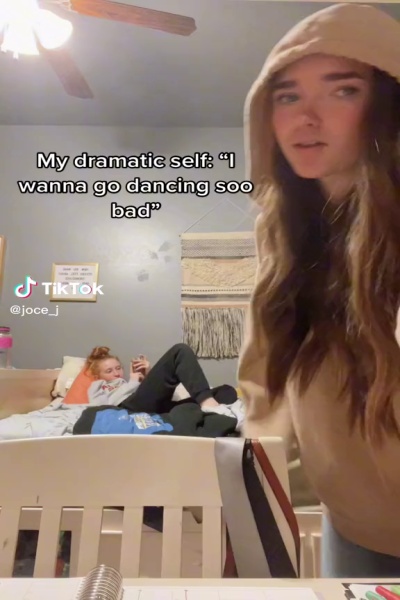 My dramatic self: “I
wanna go dancing soo
bad”
TikTok
@joce_j